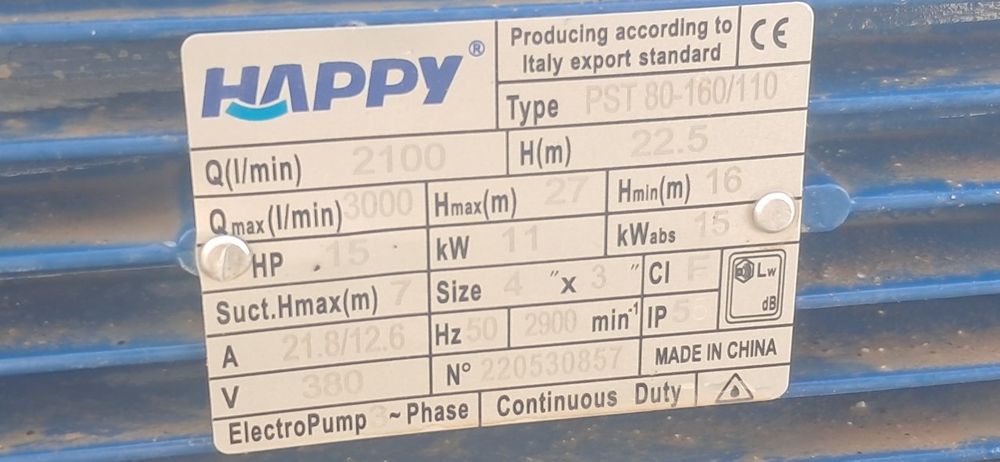 HAPPY®
Producing according to
Italy export standard
CE
Type PST 80-160/110
Q(l/min) 2100 H(m) 22.5
Qmax(l/min) 3000 Hmax(m) 27 Hmin(m) 16
HP 15 kW 11 kWabs 15
Suct.Hmax(m) 7 Size 4 "x 3 " Cl F
Lw
dB
A 21.8/12.6 Hz 50 2900 min-1 IP 5
V 380 N° 220530857 MADE IN CHINA
ElectroPump 3 ~ Phase Continuous Duty